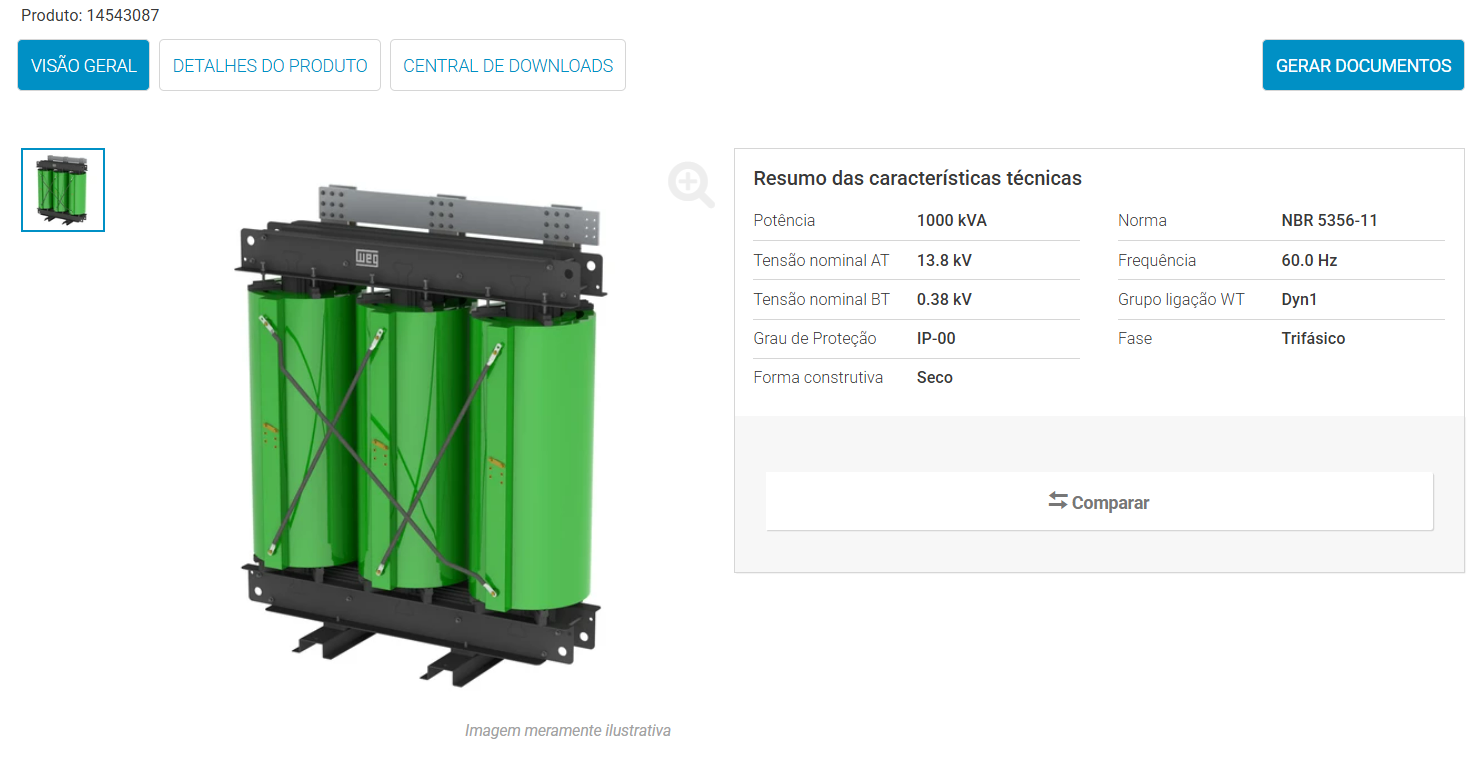 Produto: 14543087
VISÃO GERAL
DETALHES DO PRODUTO
CENTRAL DE DOWNLOADS
GERAR DOCUMENTOS
weg
Imagem meramente ilustrativa
Resumo das características técnicas
Potência 1000 kVA
Tensão nominal AT 13.8 kV
Tensão nominal BT 0.38 kV
Grau de Proteção IP-00
Forma construtiva Seco
Norma NBR 5356-11
Frequência 60.0 Hz
Grupo ligação WT Dyn1
Fase Trifásico
Comparar